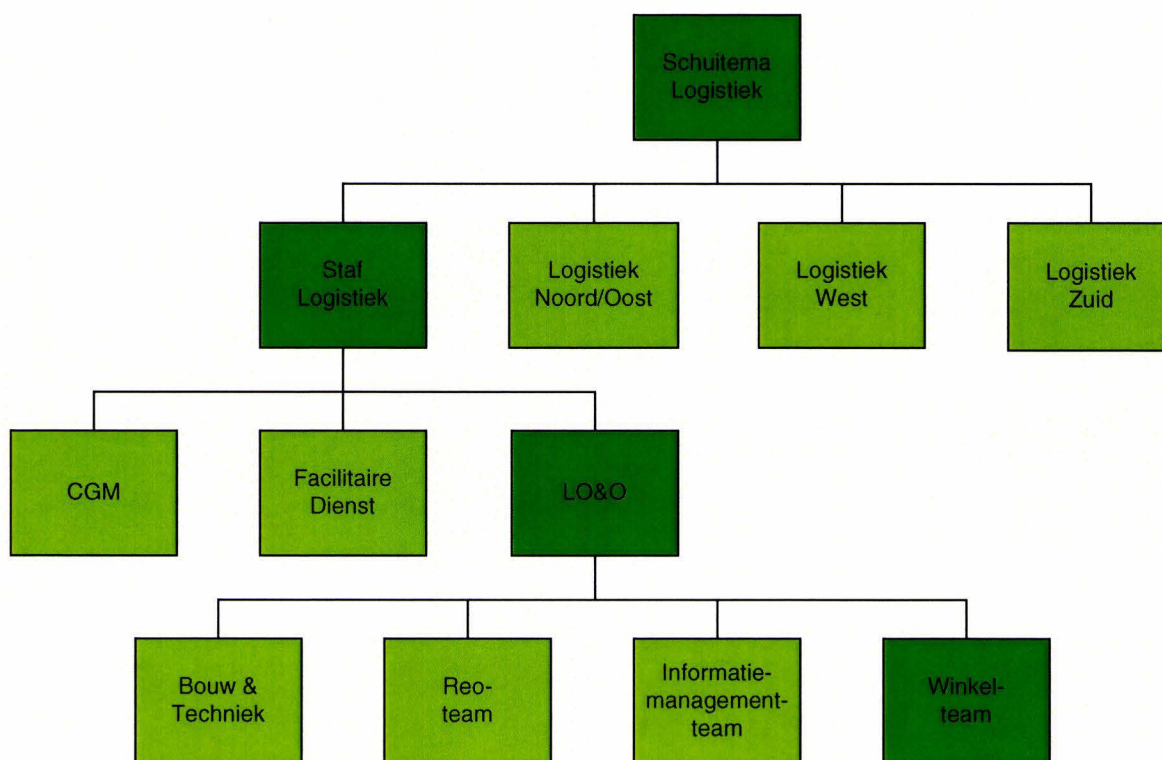 Schuitema
Logistiek
Staf
Logistiek
Logistiek
Noord/Oost
Logistiek
West
Logistiek
Zuid
CGM
Facilitaire
Dienst
LO&O
Bouw &
Techniek
Reo-
team
Informatie-
management-
team
Winkel-
team